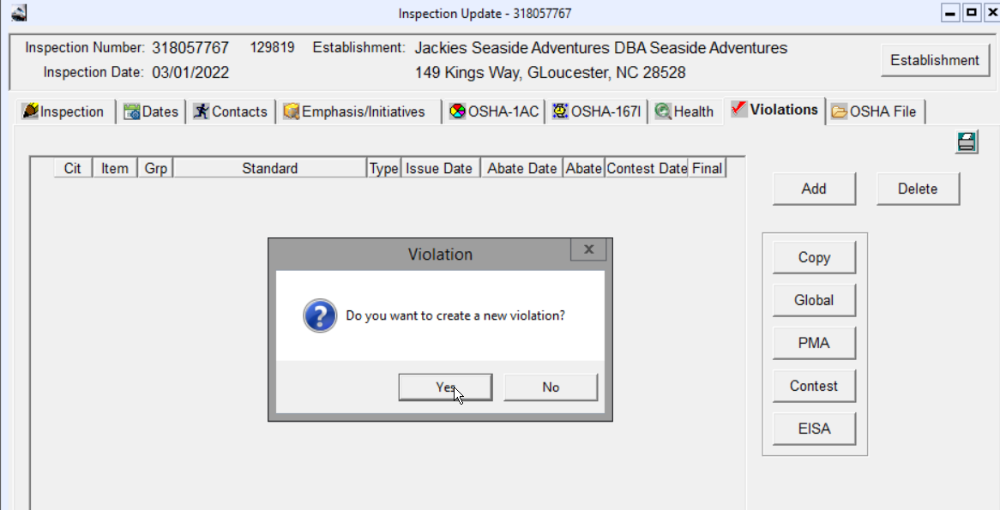 Inspection Update - 318057767
Inspection Number: 318057767 129819 Establishment: Jackies Seaside Adventures DBA Seaside Adventures
Inspection Date: 03/01/2022 149 Kings Way, GLoucester, NC 28528
Establishment
Inspection Dates Contacts Emphasis/Initiatives OSHA-1AC OSHA-167I Health Violations OSHA File
Cit Item Grp Standard Type Issue Date Abate Date Abate Contest Date Final
Add Delete
Violation
X
Do you want to create a new violation?
Yes No
Copy
Global
PMA
Contest
EISA